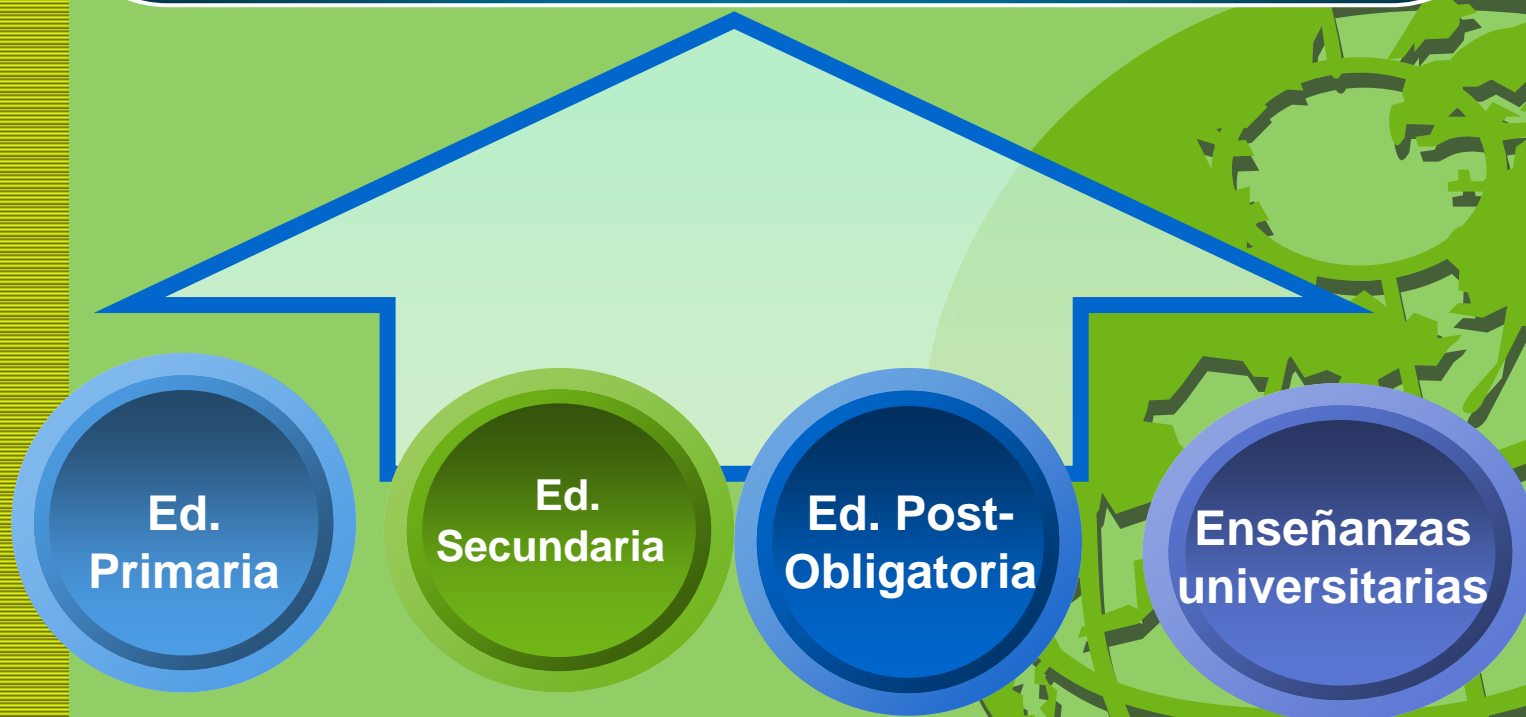 Ed.
Primaria
Ed.
Secundaria
Ed. Post-
Obligatoria
Enseñanzas
universitarias